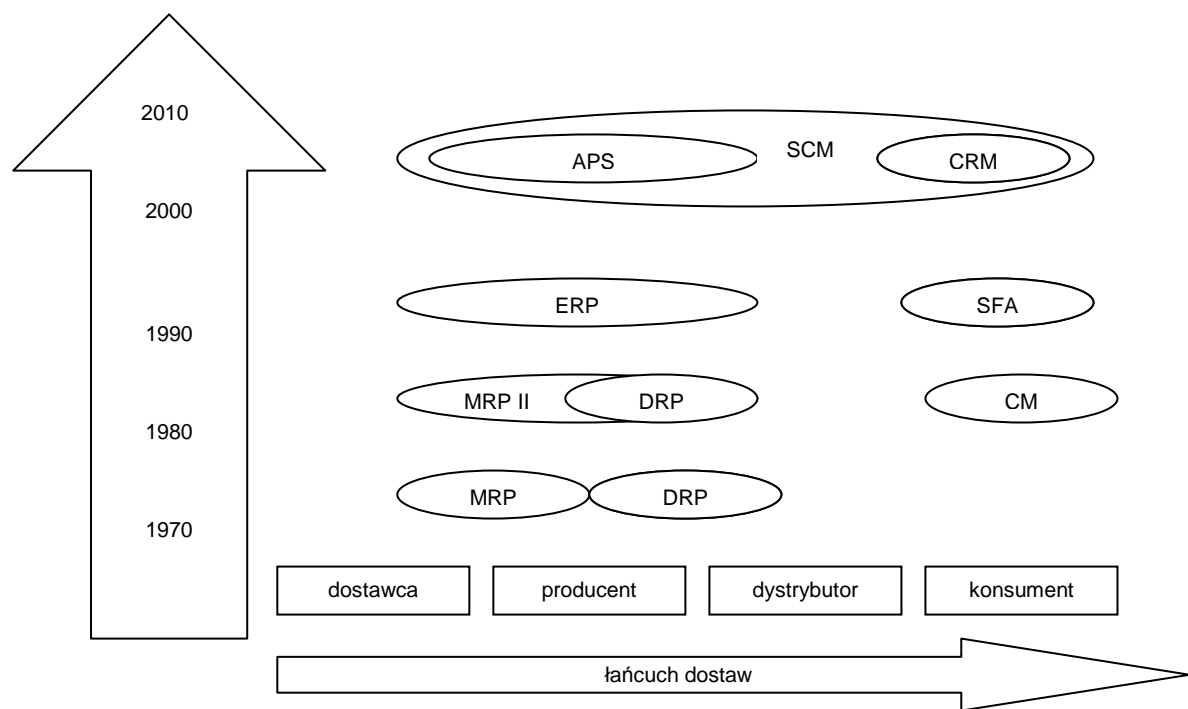 2010
APS
SCM
CRM
2000
ERP
SFA
1990
MRP II
DRP
CM
1980
MRP
DRP
1970
dostawca
producent
dystrybutor
konsument
łańcuch dostaw